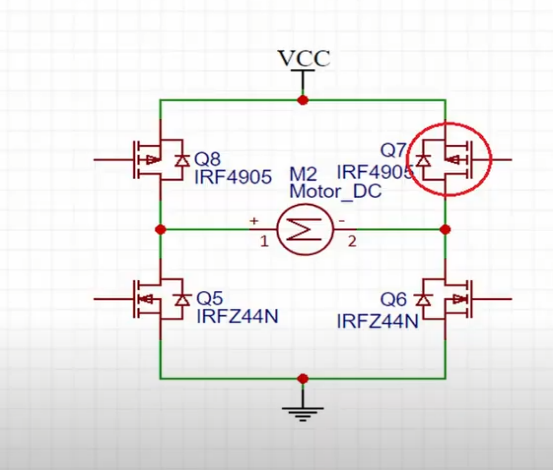 VCC
Q8
IRF4905
Q7
IRF4905
M2
Motor_DC
+
-
1
2
Q5
IRFZ44N
Q6
IRFZ44N